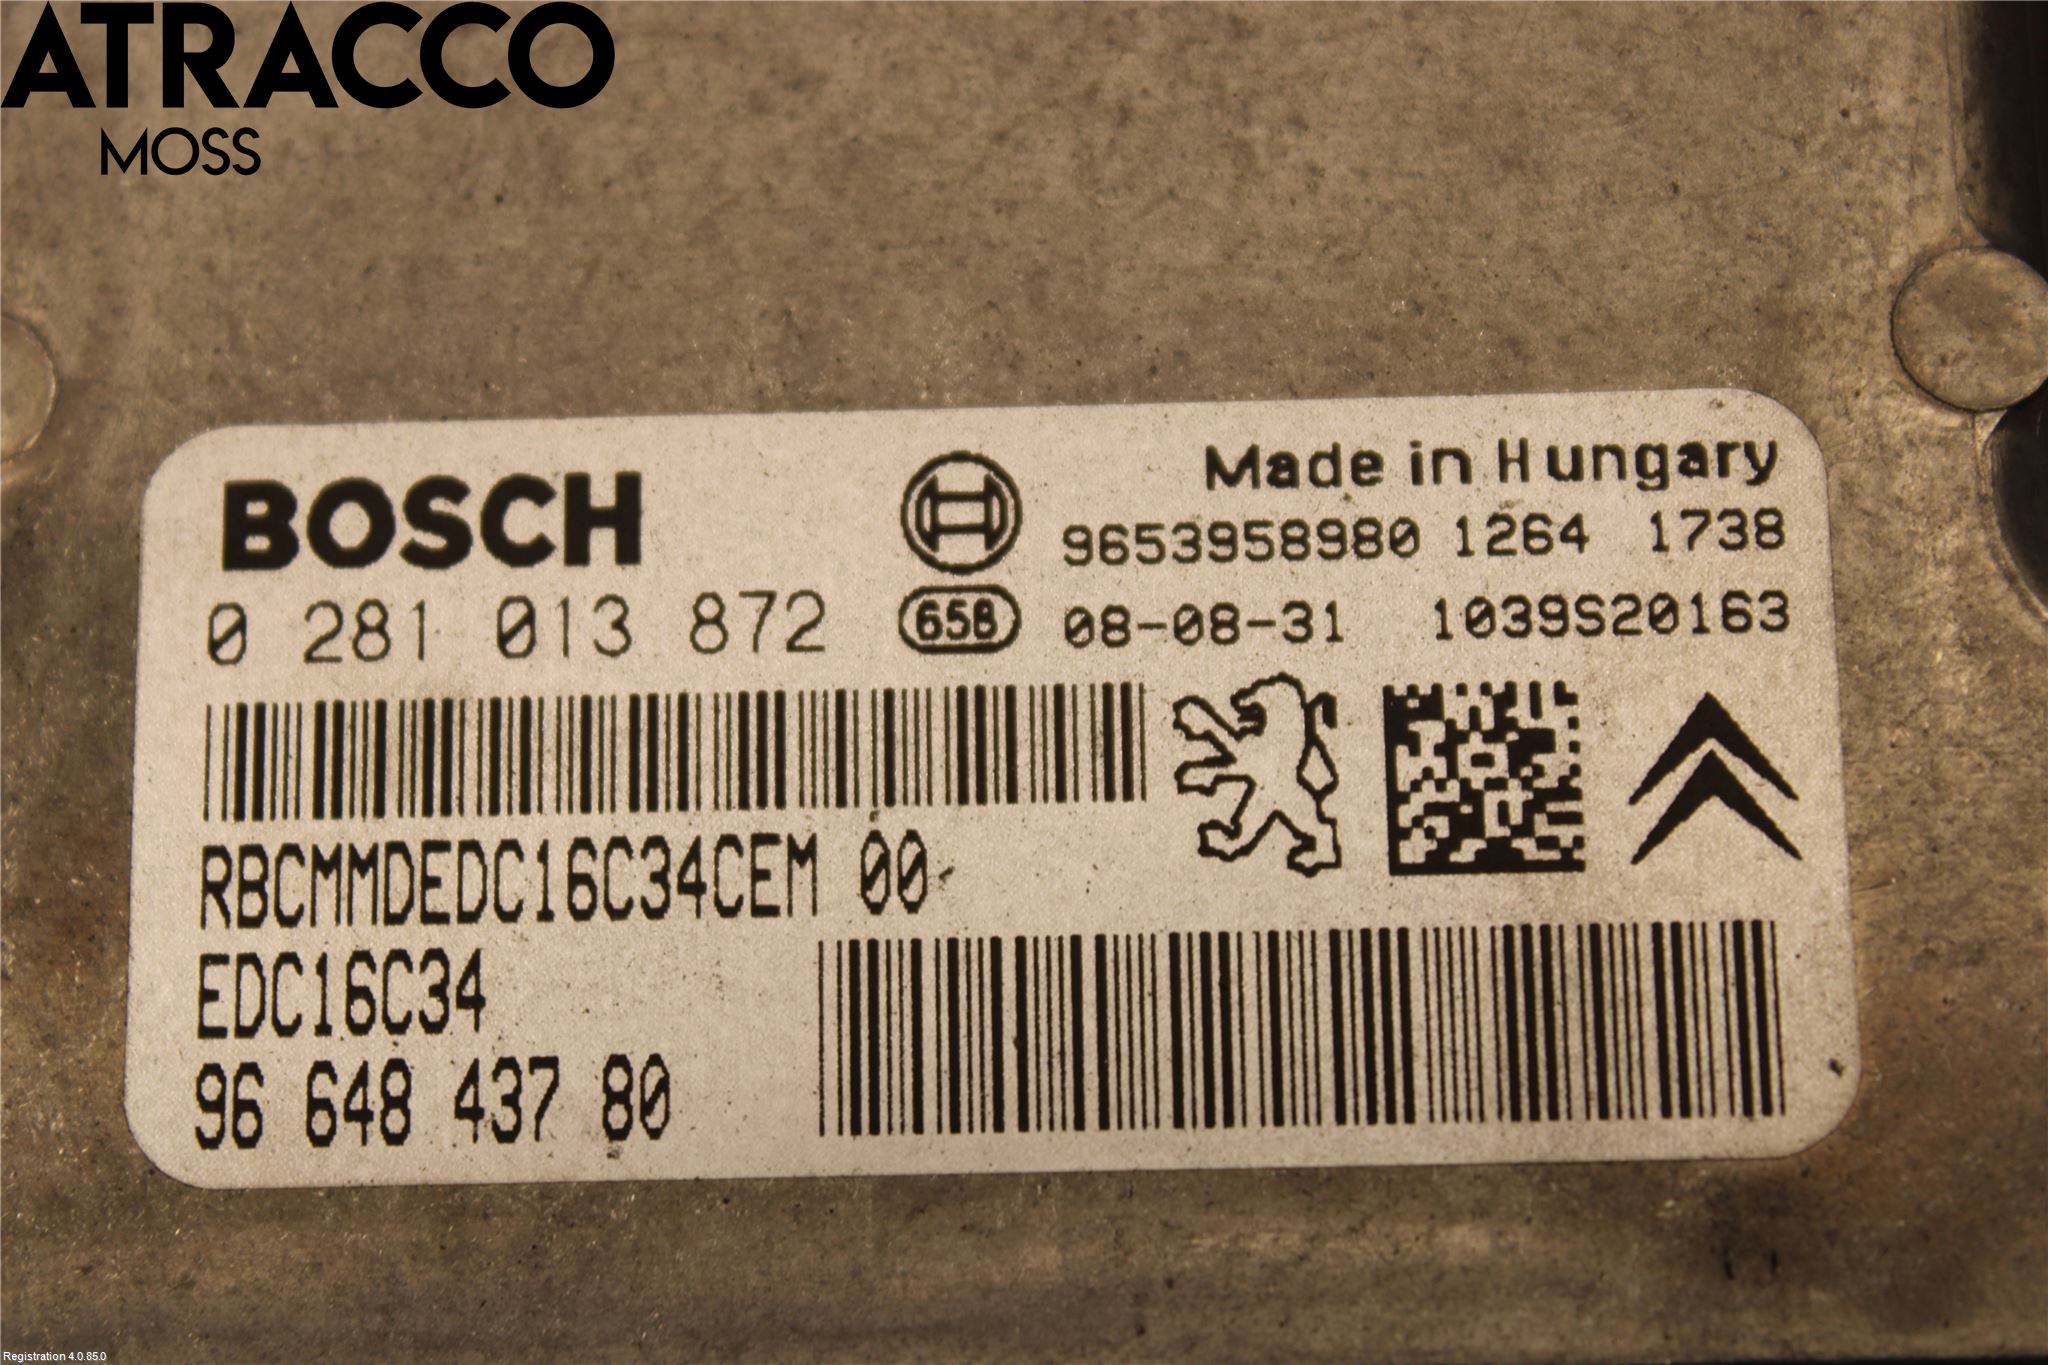 ATRACCO
MOSS
BOSCH
Made in Hungary
9653958980 1264 1738
0 281 013 872
658
08-08-31 1039S20163
RBCMMDEDC16C34CEM 00
EDC16C34
96 648 437 80
Registration 4.0.85.0